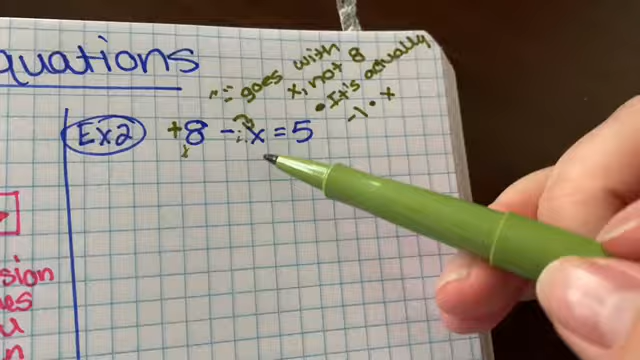 quations
"-" goes with
x, not 8
• It's actually
-1 • x
Ex2 +8 - x = 5
sion
es
u
n